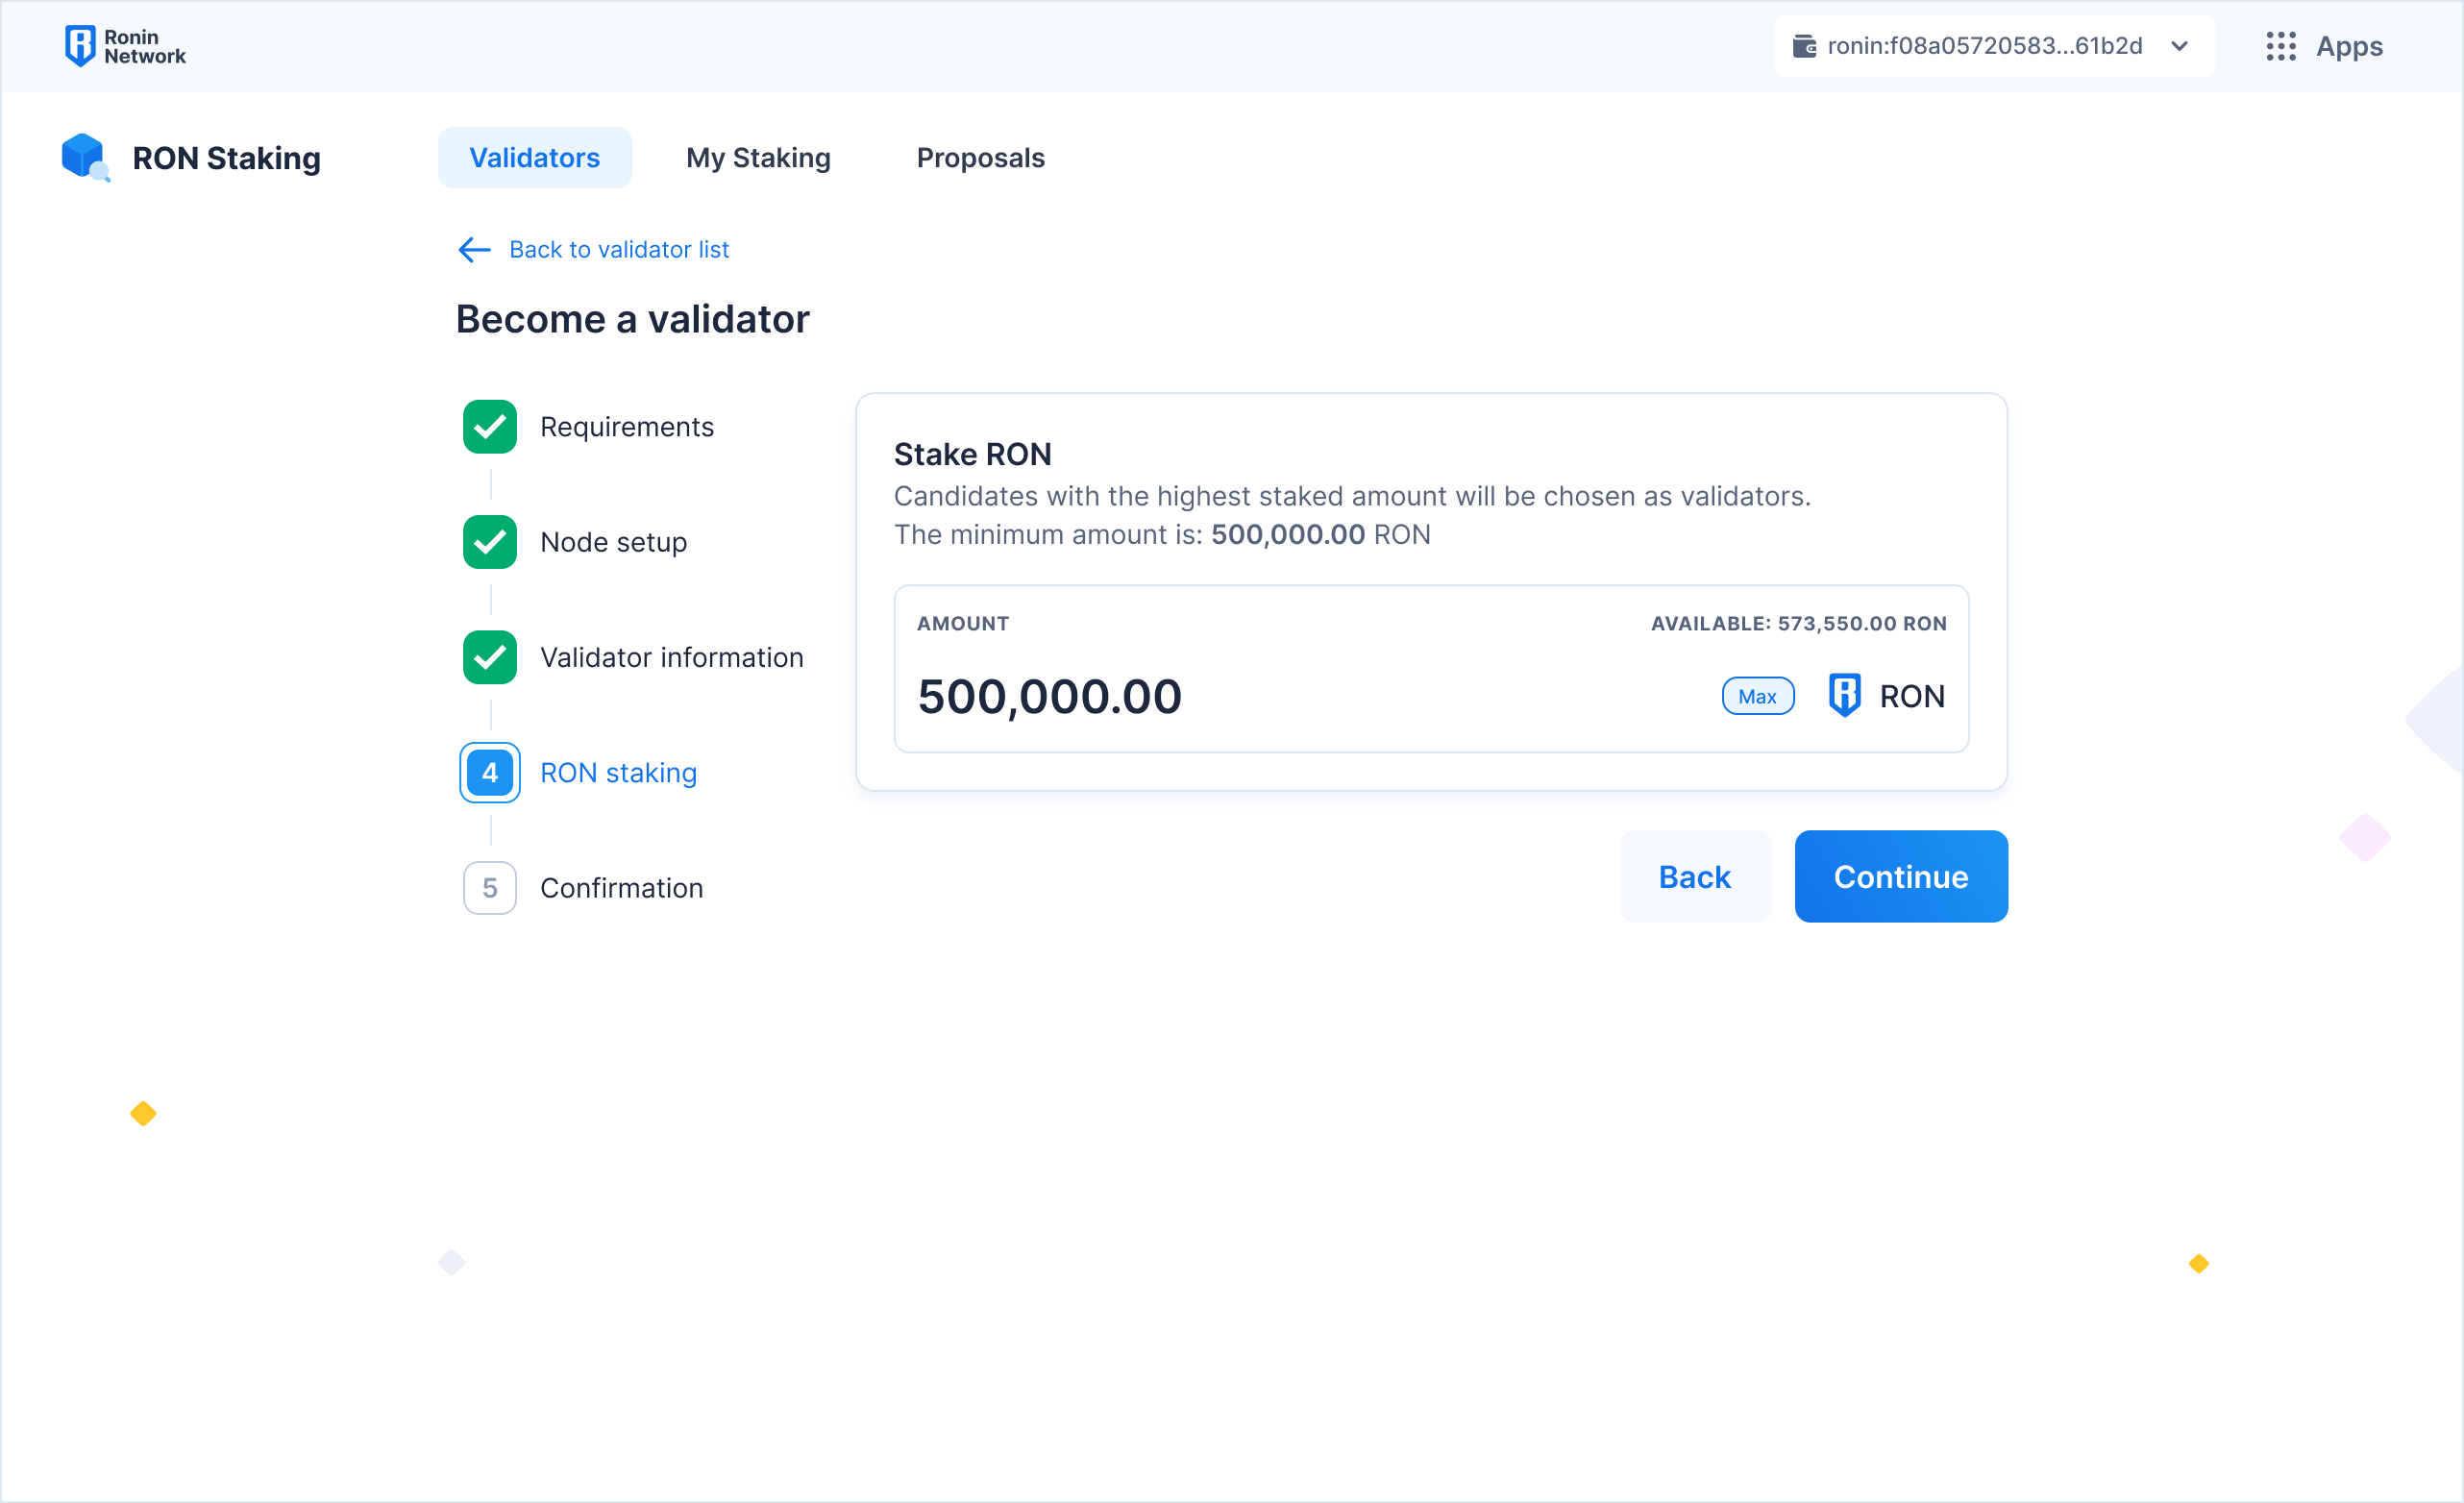 Ronin
Network
ronin:f08a05720583...61b2d
Apps
RON Staking
Validators
My Staking
Proposals
Back to validator list
Become a validator
Requirements
Node setup
Validator information
4 RON staking
5 Confirmation
Stake RON
Candidates with the highest staked amount will be chosen as validators.
The minimum amount is: 500,000.00 RON
AMOUNT
AVAILABLE: 573,550.00 RON
500,000.00
Max
RON
Back
Continue